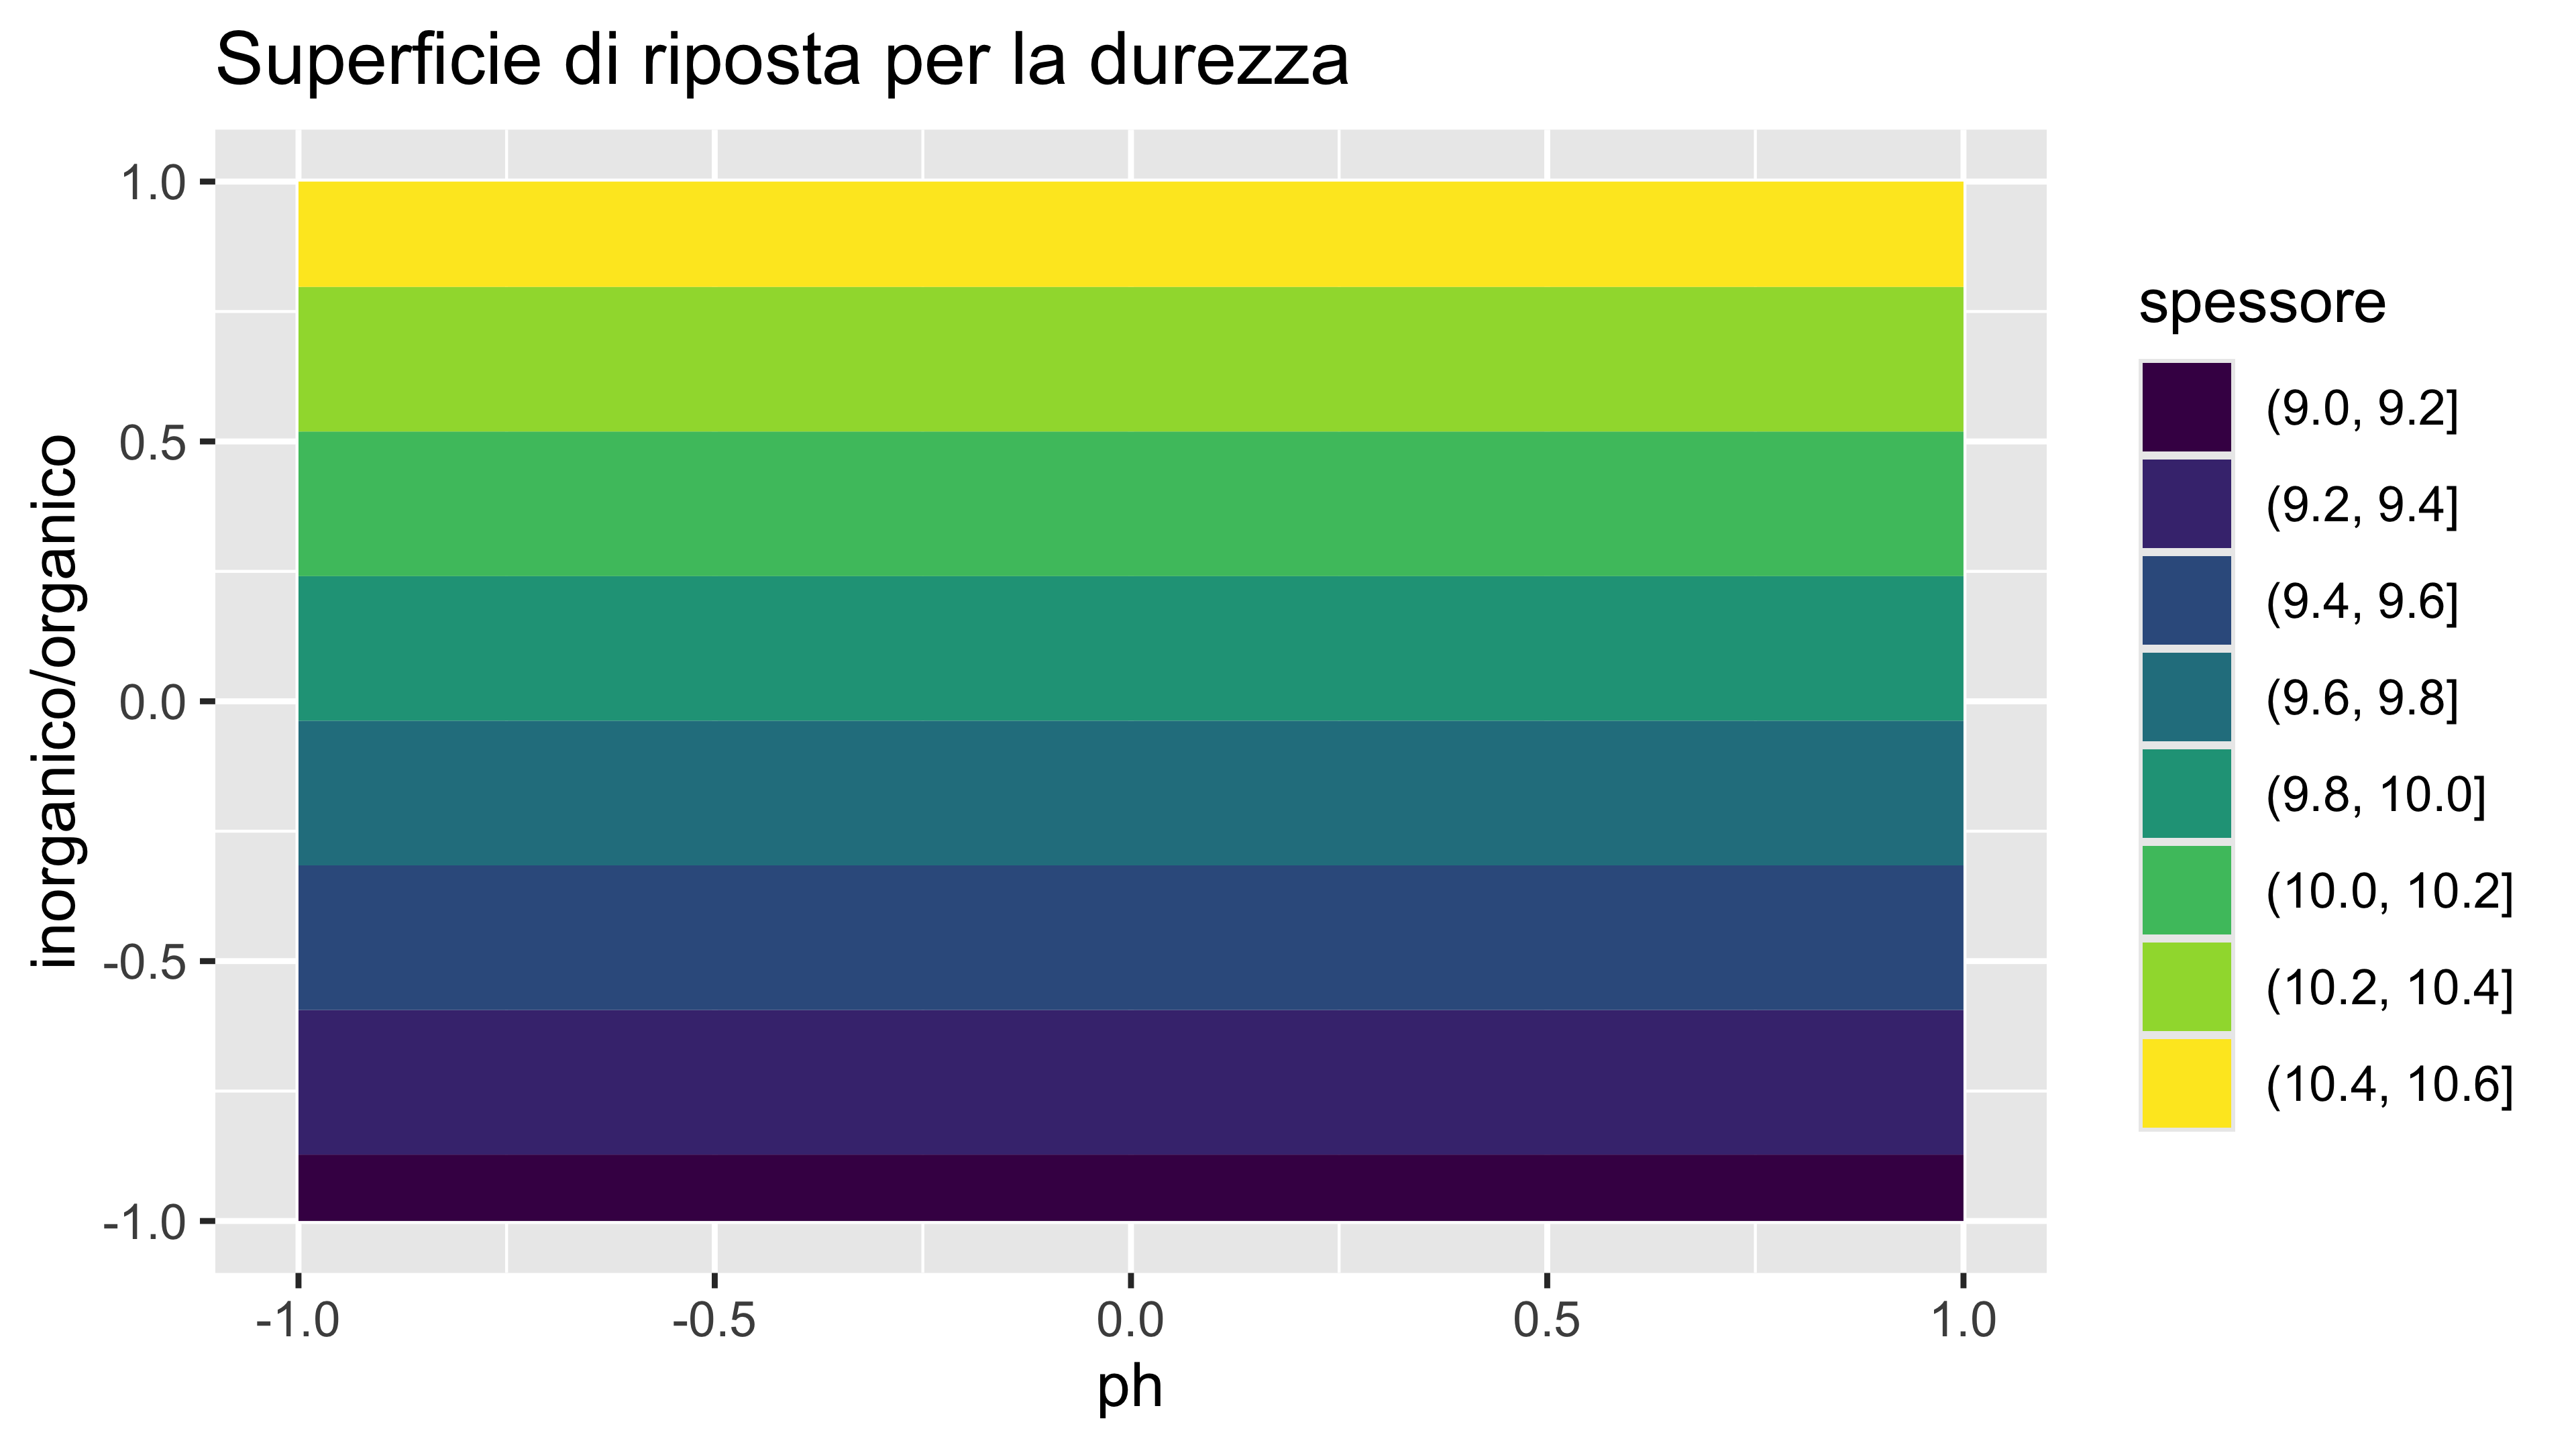 Superficie di riposta per la durezza
inorganico/organico
1.0
0.5
0.0
-0.5
-1.0
-1.0 -0.5 0.0 0.5 1.0
ph
spessore
(9.0, 9.2]
(9.2, 9.4]
(9.4, 9.6]
(9.6, 9.8]
(9.8, 10.0]
(10.0, 10.2]
(10.2, 10.4]
(10.4, 10.6]